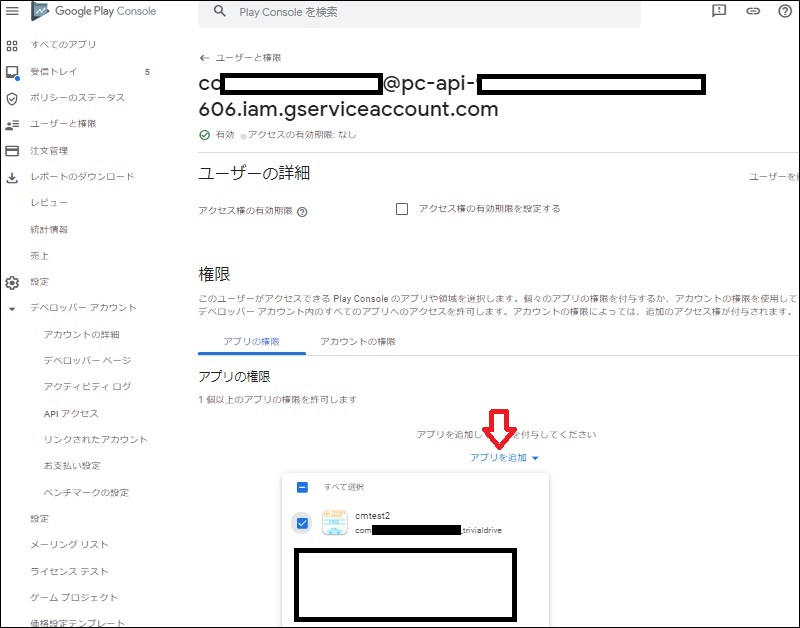 Google Play Console
Play Console を検索
すべてのアプリ
受信トレイ 5
ポリシーのステータス
ユーザーと権限
注文管理
レポートのダウンロード
レビュー
統計情報
売上
設定
デベロッパー アカウント
アカウントの詳細
デベロッパー ページ
アクティビティ ログ
API アクセス
リンクされたアカウント
お支払い設定
ベンチマークの設定
設定
メーリング リスト
ライセンス テスト
ゲーム プロジェクト
価格設定テンプレート
ユーザーと権限
@pc-api-
606.iam.gserviceaccount.com
有効 アクセスの有効期限: なし
ユーザーの詳細
ユーザーを
アクセス権の有効期限
アクセス権の有効期限を設定する
権限
このユーザーがアクセスできる Play Console のアプリや領域を選択します。個々のアプリの権限を付与するか、アカウントの権限を使用して
デベロッパー アカウント内のすべてのアプリへのアクセスを許可します。アカウントの権限によっては、追加のアクセス権が付与されます。
アプリの権限 アカウントの権限
アプリの権限
1 個以上のアプリの権限を許可します
アプリを追加し を付与してください
アプリを追加
すべて選択
cmtest2
com trivialdrive